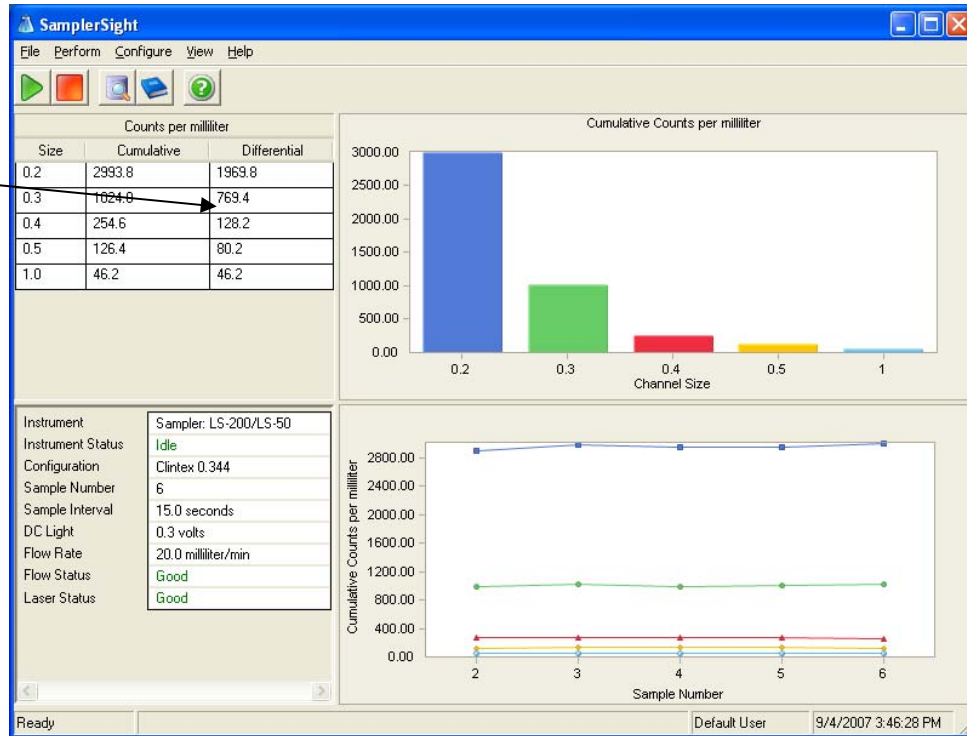 SamplerSight
File Perform Configure View Help
Counts per milliliter
Size Cumulative Differential
0.2 2993.8 1969.8
0.3 1024.0 769.4
0.4 254.6 128.2
0.5 126.4 80.2
1.0 46.2 46.2
Cumulative Counts per milliliter
3000.00
2500.00
2000.00
1500.00
1000.00
500.00
0.00
0.2 0.3 0.4 0.5 1
Channel Size
Instrument Sampler: LS-200/LS-50
Instrument Status Idle
Configuration Clintex 0.344
Sample Number 6
Sample Interval 15.0 seconds
DC Light 0.3 volts
Flow Rate 20.0 milliliter/min
Flow Status Good
Laser Status Good
Cumulative Counts per milliliter
2800.00
2400.00
2000.00
1600.00
1200.00
800.00
400.00
0.00
2 3 4 5 6
Sample Number
Ready Default User 9/4/2007 3:46:28 PM